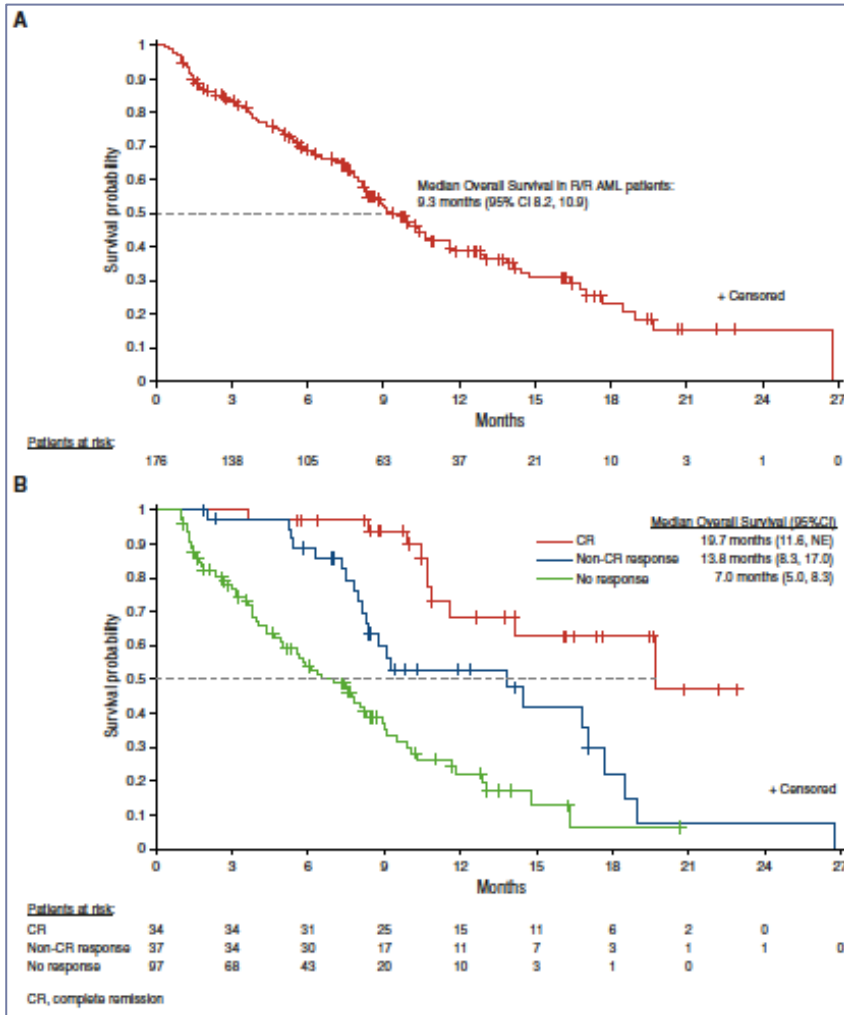 A
1
0.9
0.8
0.7
0.6
0.5
0.4
0.3
0.2
0.1
0
Survival probability
Median Overall Survival in R/R AML patients:
9.3 months (95% CI 8.2, 10.9)
+ Censored
0 3 6 9 12 15 18 21 24 27
Months
Patients at risk:
176 138 105 63 37 21 10 3 1 0
B
1
0.9
0.8
0.7
0.6
0.5
0.4
0.3
0.2
0.1
0
Survival probability
Median Overall Survival (95%CI)
CR 19.7 months (11.6, NE)
Non-CR response 13.8 months (8.3, 17.0)
No response 7.0 months (5.0, 8.3)
+ Censored
0 3 6 9 12 15 18 21 24 27
Months
Patients at risk:
CR 34 34 31 25 15 11 6 2 0
Non-CR response 37 34 30 17 11 7 3 1 1 0
No response 97 68 43 20 10 3 1 0
CR, complete remission